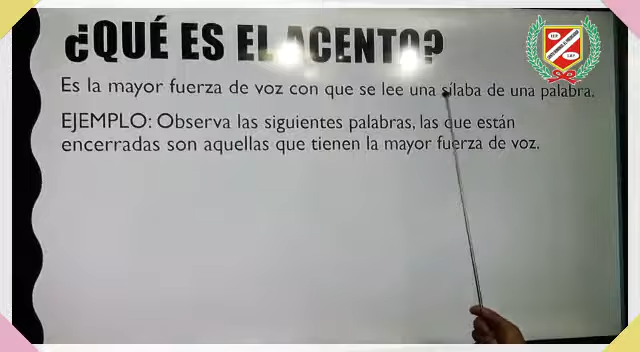 ¿QUÉ ES EL ACENTO?
Es la mayor fuerza de voz con que se lee una sílaba de una palabra.
EJEMPLO: Observa las siguientes palabras, las que están
encerradas son aquellas que tienen la mayor fuerza de voz.